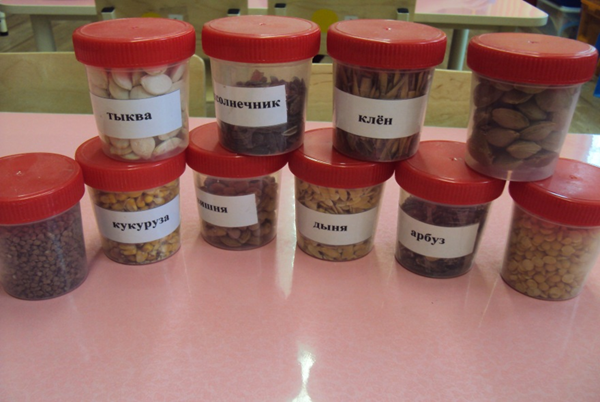 тыква
солнечник
клён
кукуруза
дыня
арбуз